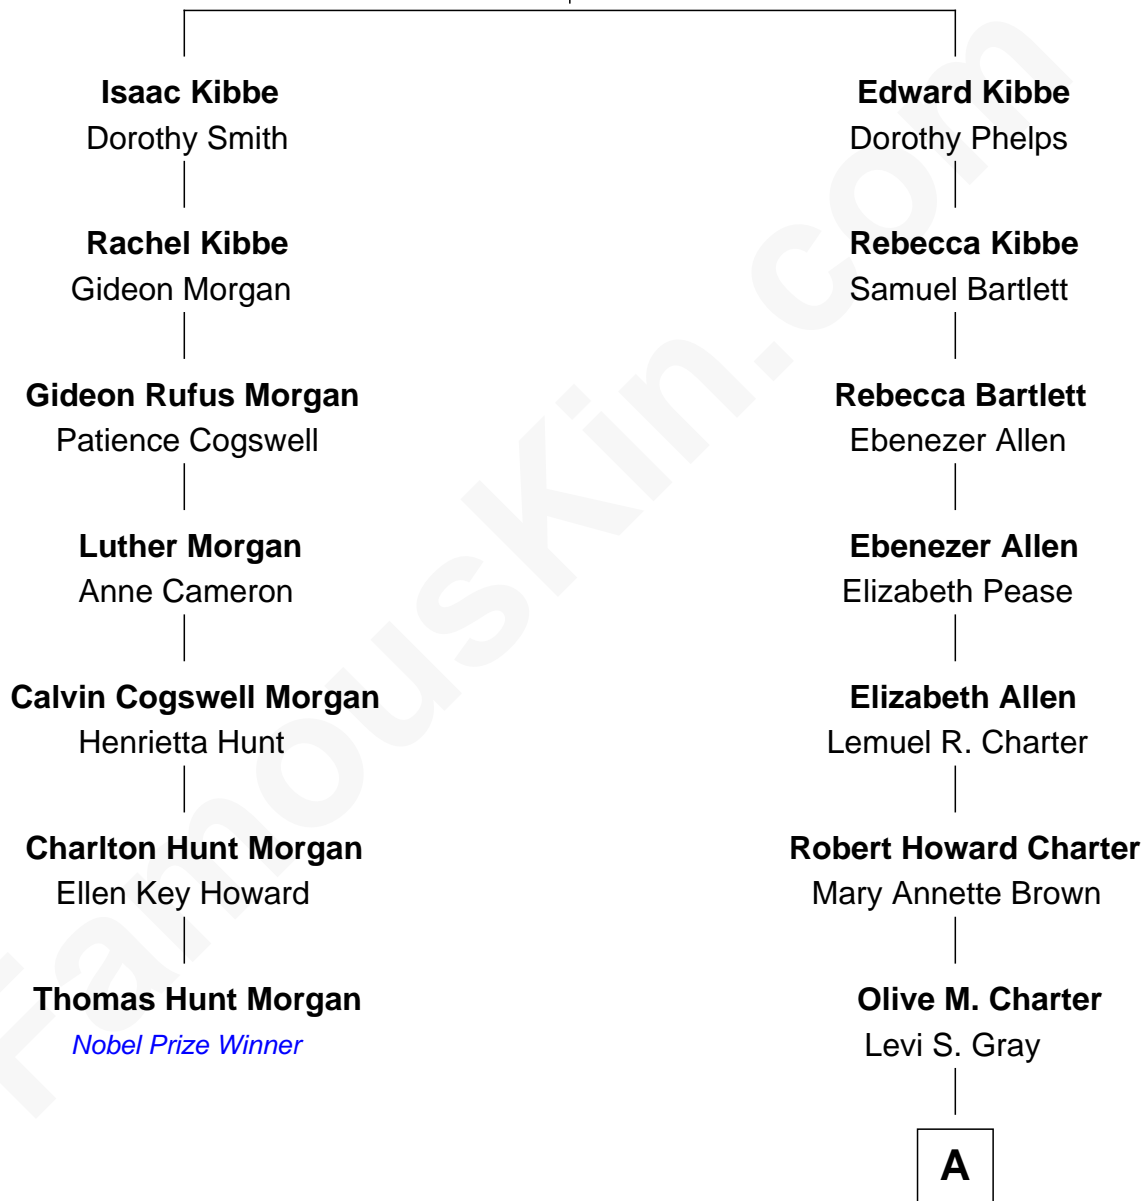 Isaac Kibbe
Dorothy Smith
Rachel Kibbe
Gideon Morgan
Gideon Rufus Morgan
Patience Cogswell
Luther Morgan
Anne Cameron
Calvin Cogswell Morgan
Henrietta Hunt
Charlton Hunt Morgan
Ellen Key Howard
Thomas Hunt Morgan
Nobel Prize Winner
Edward Kibbe
Dorothy Phelps
Rebecca Kibbe
Samuel Bartlett
Rebecca Bartlett
Ebenezer Allen
Ebenezer Allen
Elizabeth Pease
Elizabeth Allen
Lemuel R. Charter
Robert Howard Charter
Mary Annette Brown
Olive M. Charter
Levi S. Gray
A
FamousKin.com